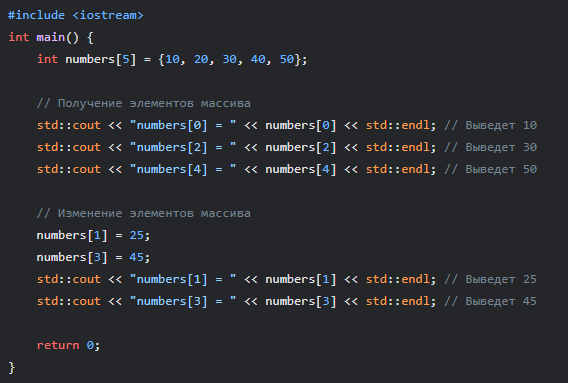 #include <iostream>
int main() {
    int numbers[5] = {10, 20, 30, 40, 50};

    // Получение элементов массива
    std::cout << "numbers[0] = " << numbers[0] << std::endl; // Выведет 10
    std::cout << "numbers[2] = " << numbers[2] << std::endl; // Выведет 30
    std::cout << "numbers[4] = " << numbers[4] << std::endl; // Выведет 50

    // Изменение элементов массива
    numbers[1] = 25;
    numbers[3] = 45;
    std::cout << "numbers[1] = " << numbers[1] << std::endl; // Выведет 25
    std::cout << "numbers[3] = " << numbers[3] << std::endl; // Выведет 45

    return 0;
}